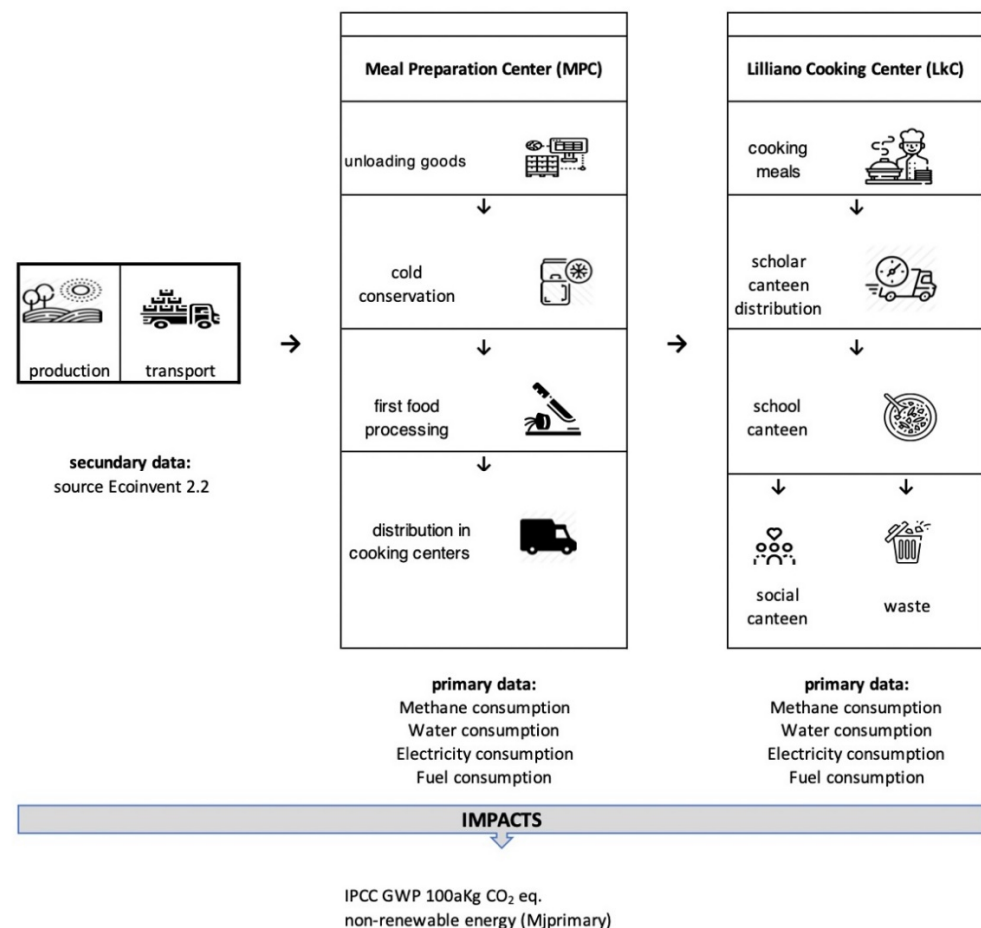 Meal Preparation Center (MPC)
unloading goods
cold
conservation
first food
processing
distribution in
cooking centers
Lilliano Cooking Center (LkC)
cooking
meals
scholar
canteen
distribution
school
canteen
social
canteen
waste
production
transport
secundary data:
source Ecoinvent 2.2
primary data:
Methane consumption
Water consumption
Electricity consumption
Fuel consumption
primary data:
Methane consumption
Water consumption
Electricity consumption
Fuel consumption
IMPACTS
IPCC GWP 100aKg CO₂ eq.
non-renewable energy (Mjprimary)